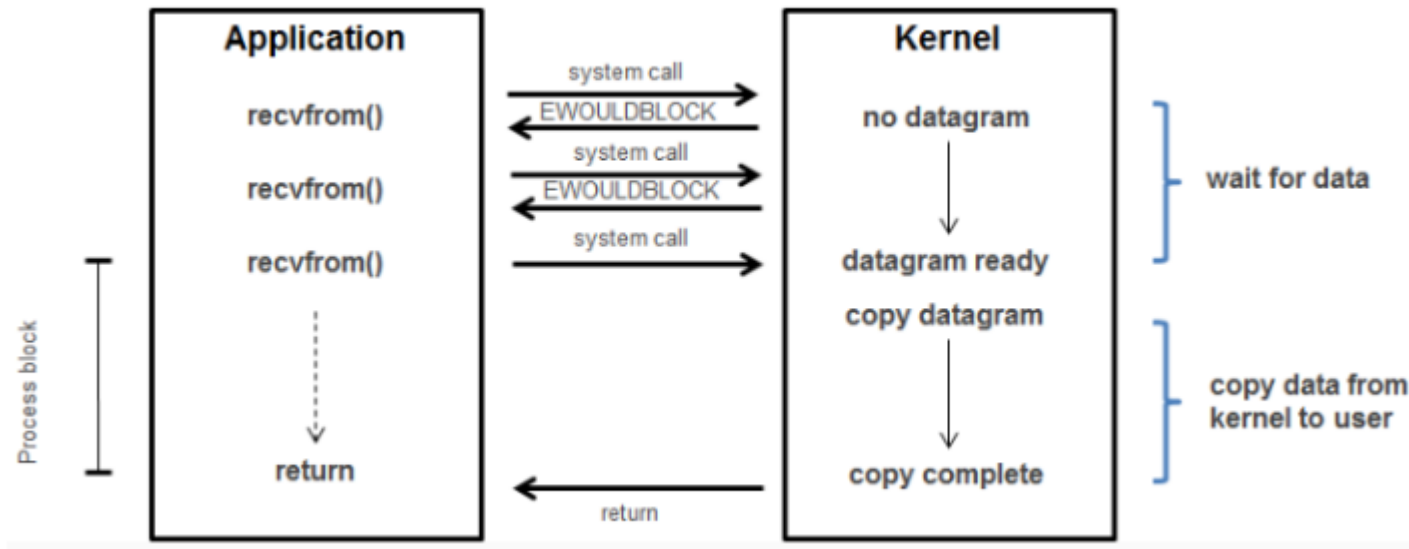 Application
Kernel
system call
recvfrom()
EWOULDBLOCK
no datagram
system call
wait for data
recvfrom()
EWOULDBLOCK
system call
recvfrom()
datagram ready
copy datagram
Process block
copy data from
kernel to user
return
copy complete
return